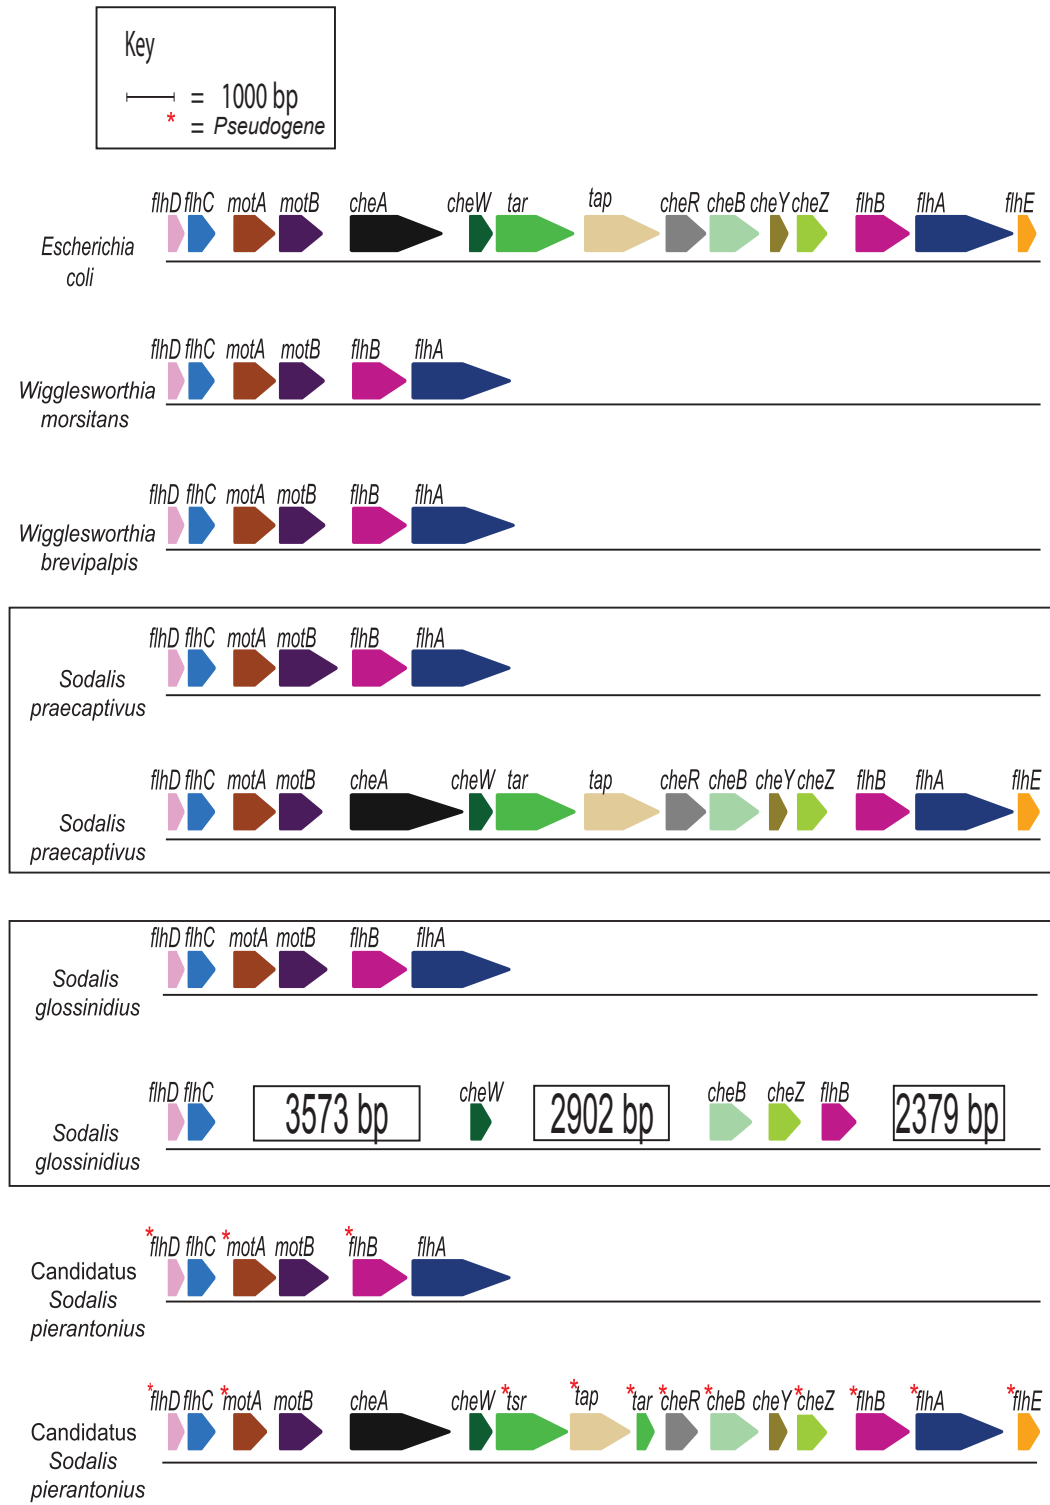 Key
= 1000 bp
* = Pseudogene
flhD flhC motA motB cheA cheW tar tap cheR cheB cheY cheZ flhB flhA flhE
Escherichia
coli
flhD flhC motA motB flhB flhA
Wigglesworthia
morsitans
flhD flhC motA motB flhB flhA
Wigglesworthia
brevipalpis
flhD flhC motA motB flhB flhA
Sodalis
praecaptivus
flhD flhC motA motB cheA cheW tar tap cheR cheB cheY cheZ flhB flhA flhE
Sodalis
praecaptivus
flhD flhC motA motB flhB flhA
Sodalis
glossinidius
flhD flhC cheW cheB cheZ flhB
3573 bp 2902 bp 2379 bp
Sodalis
glossinidius
*flhD flhC *motA motB *flhB flhA
Candidatus
Sodalis
pierantonius
*flhD flhC *motA motB cheA cheW *tsr *tap *tar *cheR *cheB cheY *cheZ *flhB *flhA *flhE
Candidatus
Sodalis
pierantonius